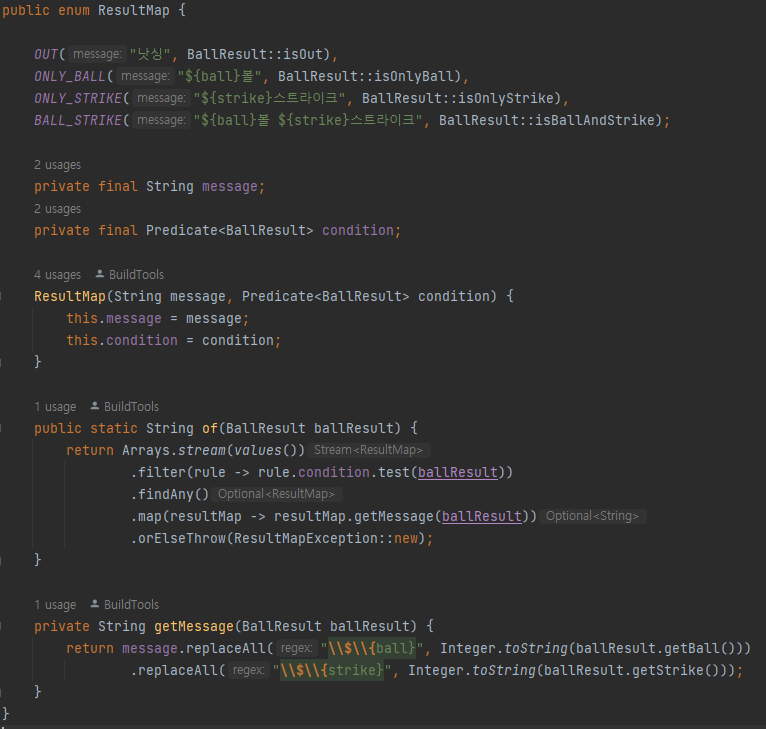 public enum ResultMap {
OUT( message: "낫싱", BallResult::isOut),
ONLY_BALL( message: "${ball}볼", BallResult::isOnlyBall),
ONLY_STRIKE( message: "${strike}스트라이크", BallResult::isOnlyStrike),
BALL_STRIKE( message: "${ball}볼 ${strike}스트라이크", BallResult::isBallAndStrike);
2 usages
private final String message;
2 usages
private final Predicate<BallResult> condition;
4 usages BuildTools
ResultMap(String message, Predicate<BallResult> condition) {
this.message = message;
this.condition = condition;
}
1 usage BuildTools
public static String of(BallResult ballResult) {
return Arrays.stream(values()) Stream<ResultMap>
.filter(rule -> rule.condition.test(ballResult))
.findAny() Optional<ResultMap>
.map(resultMap -> resultMap.getMessage(ballResult)) Optional<String>
.orElseThrow(ResultMapException::new);
}
1 usage BuildTools
private String getMessage(BallResult ballResult) {
return message.replaceAll( regex: "\\$\\{ball}", Integer.toString(ballResult.getBall()))
.replaceAll( regex: "\\$\\{strike}", Integer.toString(ballResult.getStrike()));
}
}